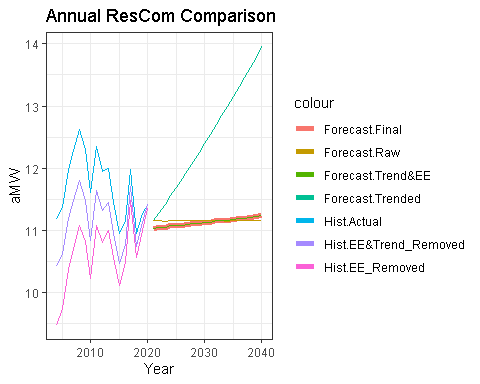 Annual ResCom Comparison
14
13
12
11
10
aMW
2010
2020
2030
2040
Year
colour
Forecast.Final
Forecast.Raw
Forecast.Trend&EE
Forecast.Trended
Hist.Actual
Hist.EE&Trend_Removed
Hist.EE_Removed